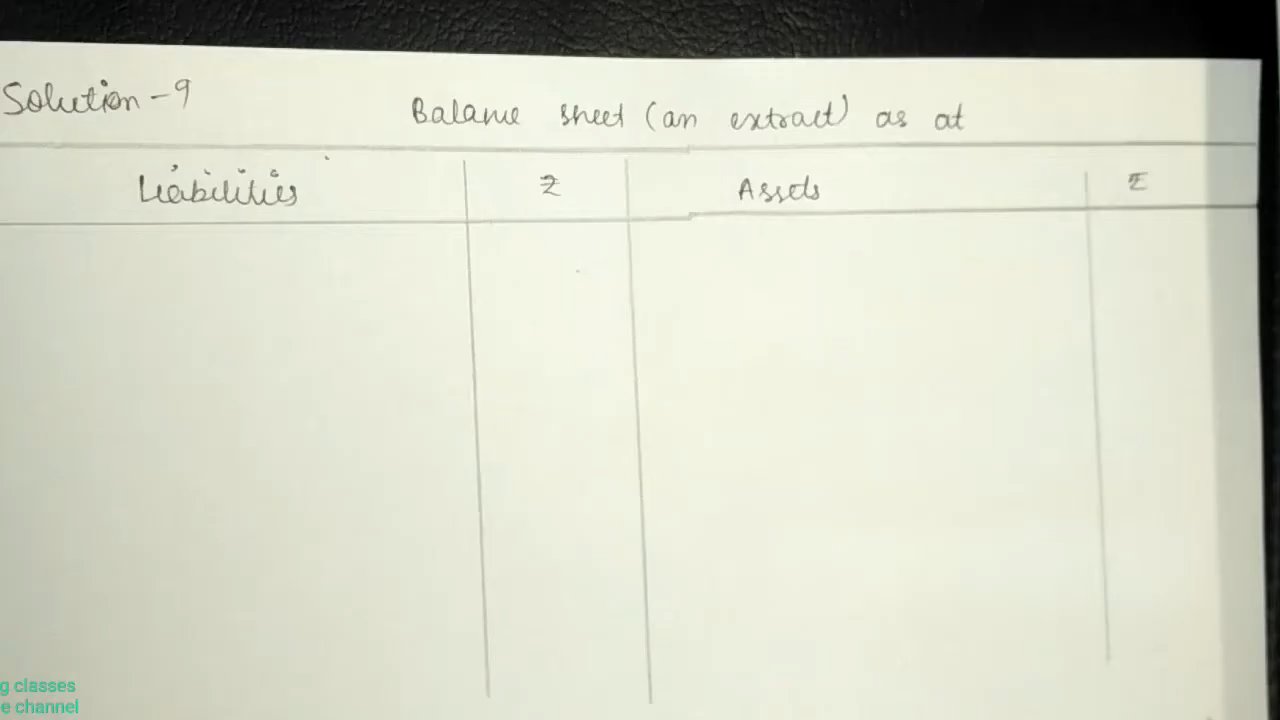 Solution-9
Balance sheet (an extract) as at
Liabilities ₹ Assets ₹
g classes
e channel